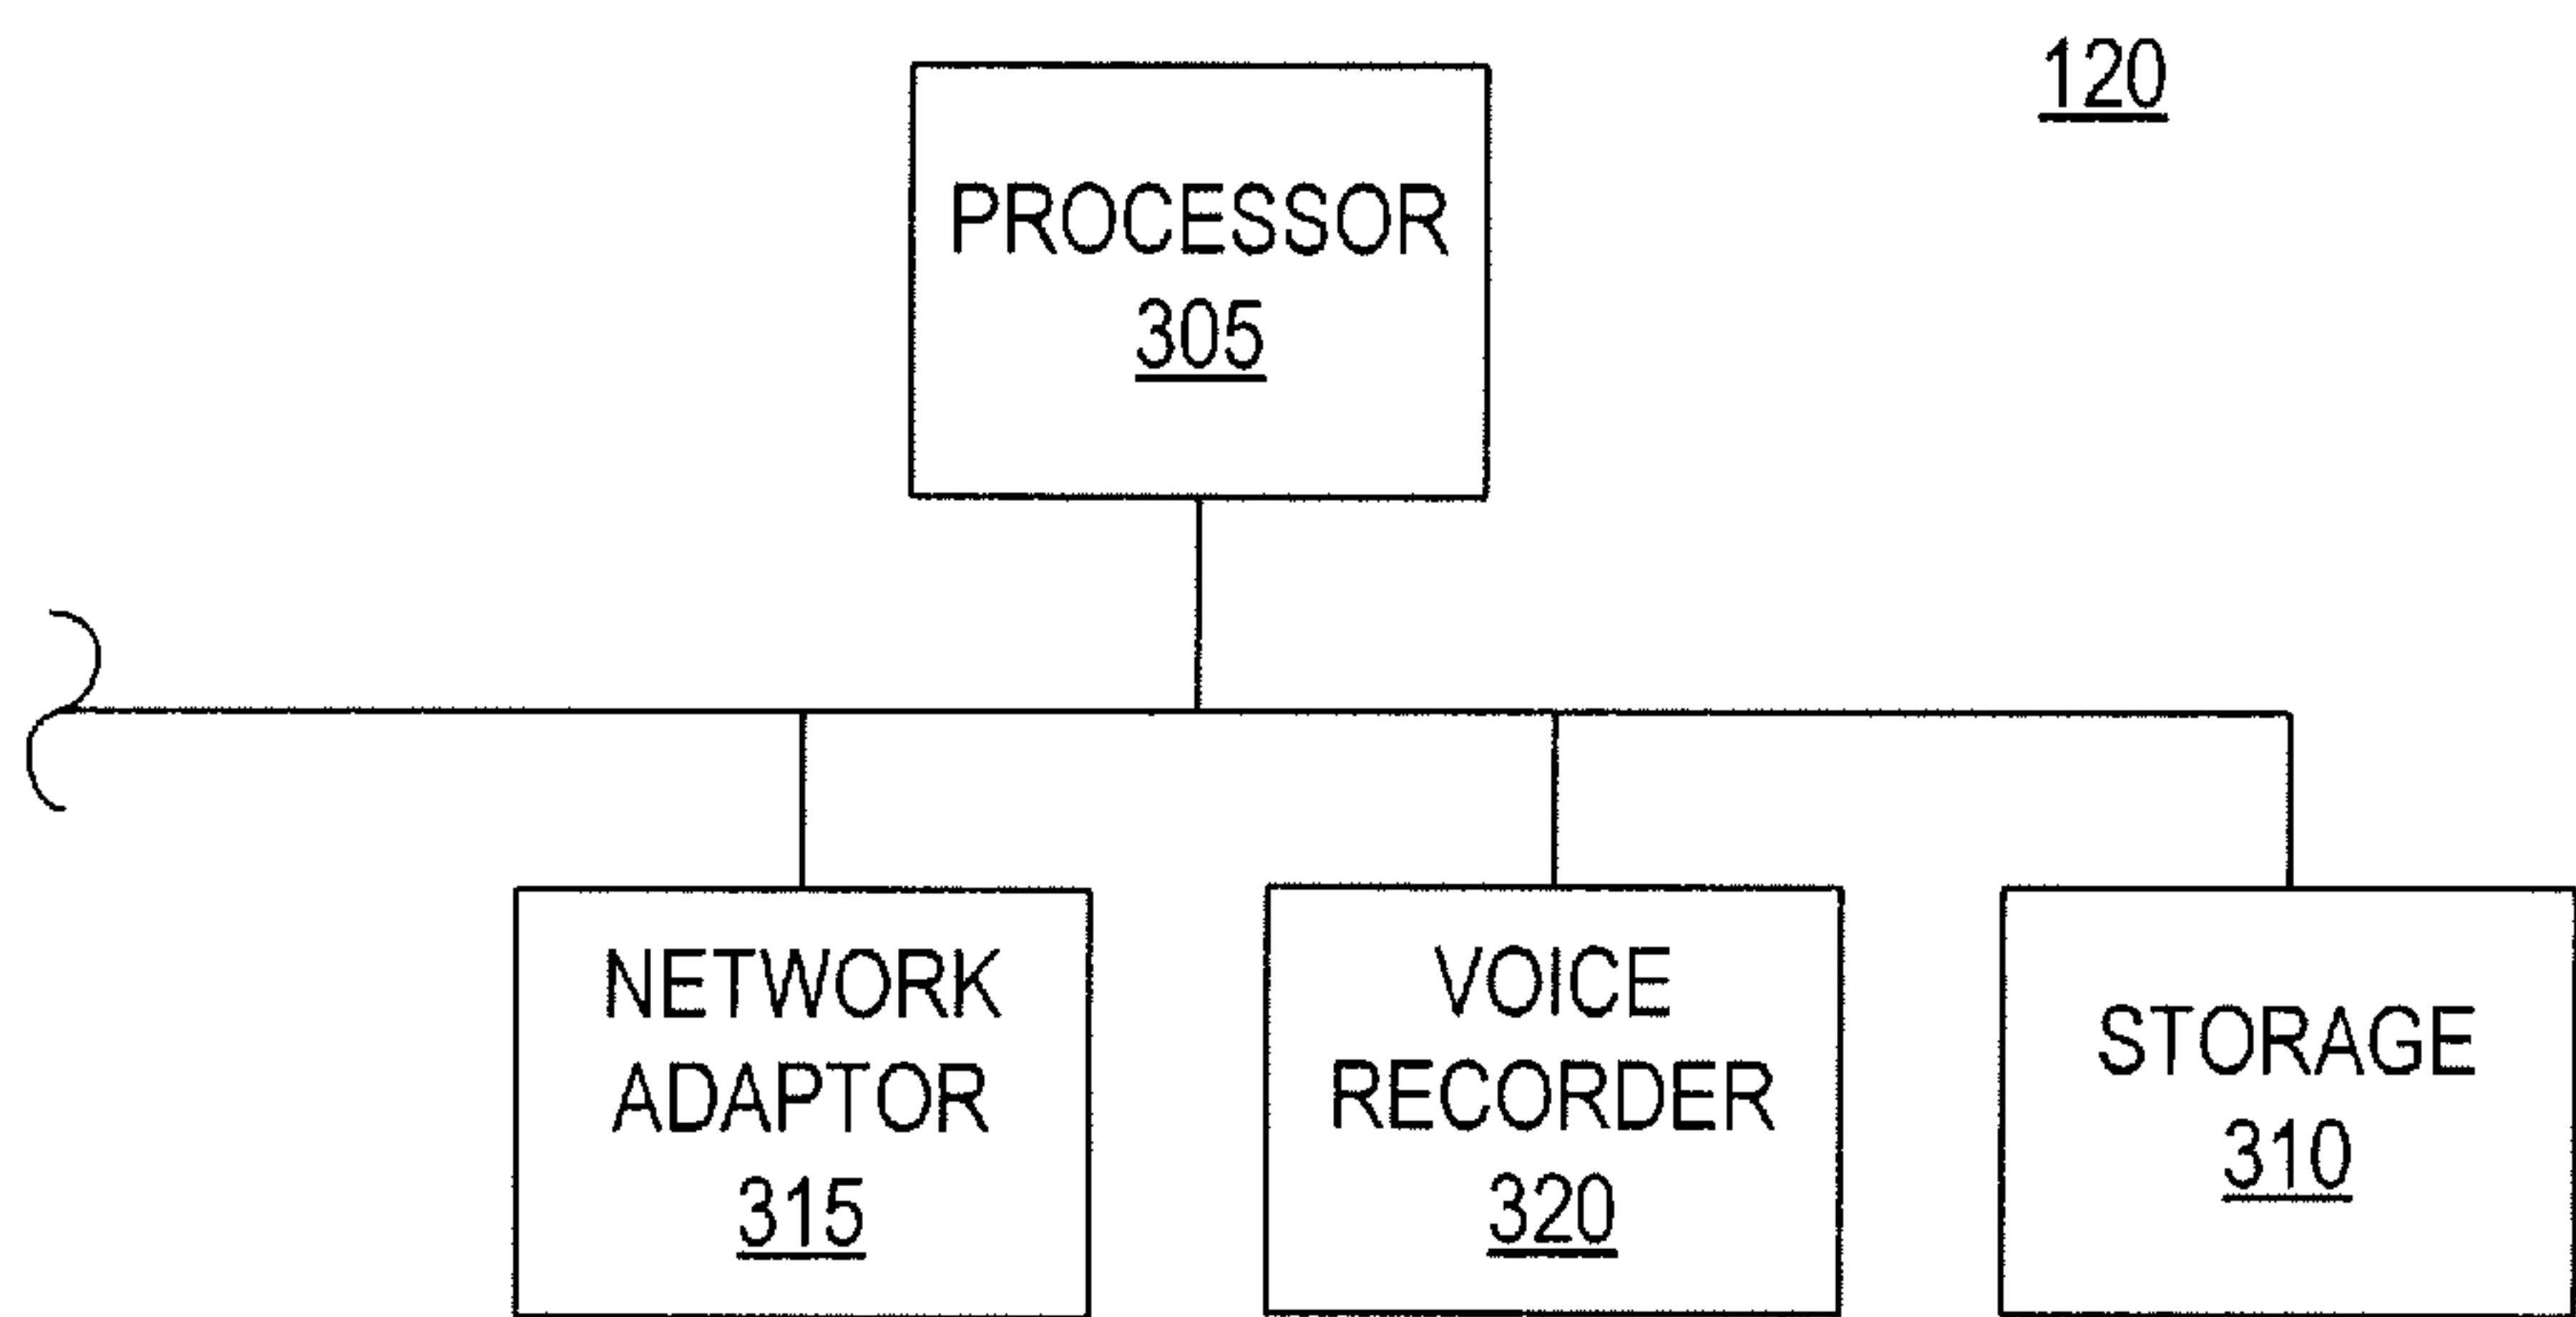 120
PROCESSOR
305
NETWORK
ADAPTOR
315
VOICE
RECORDER
320
STORAGE
310